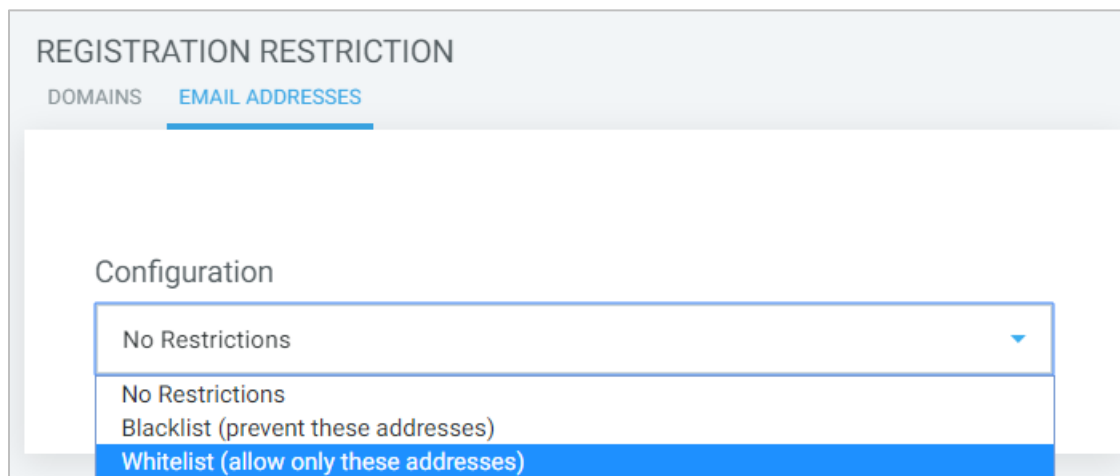 REGISTRATION RESTRICTION
DOMAINS EMAIL ADDRESSES
Configuration
No Restrictions
No Restrictions
Blacklist (prevent these addresses)
Whitelist (allow only these addresses)